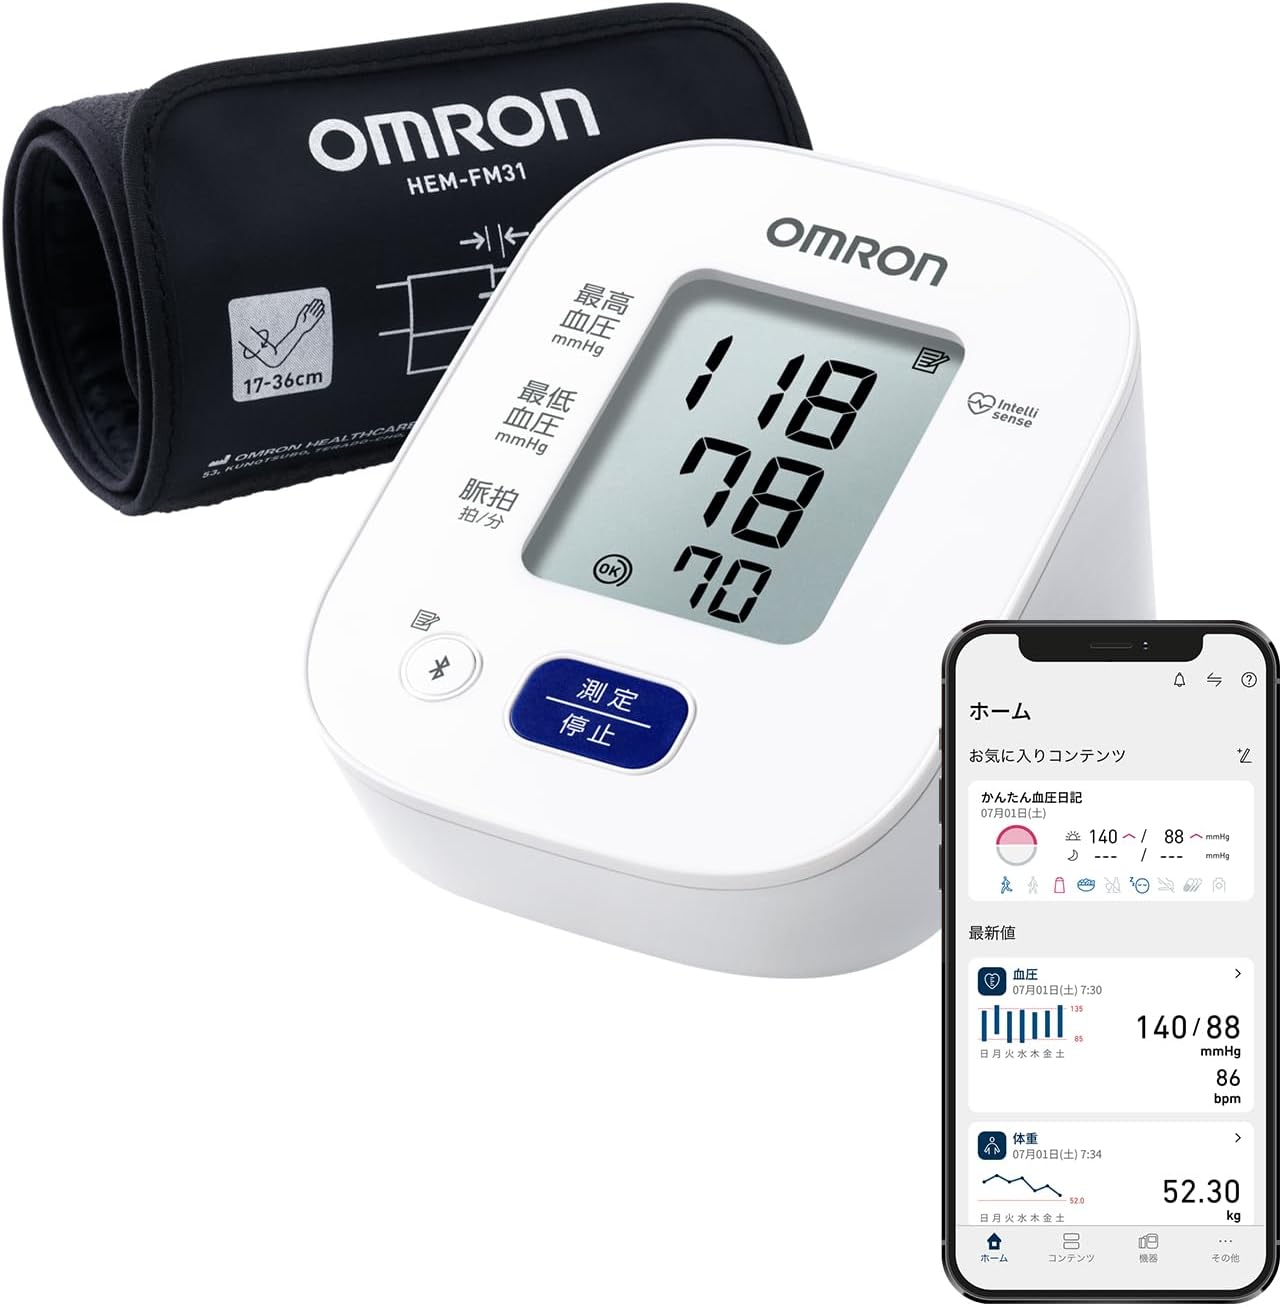 OMRON
HEM-FM31
17-36cm
OMRON HEALTHCARE
53, KUNOTSUBO, TERADO-CHO,
OMRON
最高
血圧
mmHg
118
Intelli
sense
最低
血圧
mmHg
78
脈拍
拍/分
OK
70
測定
停止
ホーム
お気に入りコンテンツ
かんたん血圧日記
07月01日(土)
140 / 88 mmHg
--- / --- mmHg
最新値
血圧
07月01日(土) 7:30
135
85
日 月 火 水 木 金 土
140 / 88
mmHg
86
bpm
体重
07月01日(土) 7:34
52.0
日 月 火 水 木 金 土
52.30
kg
ホーム コンテンツ 機器 その他